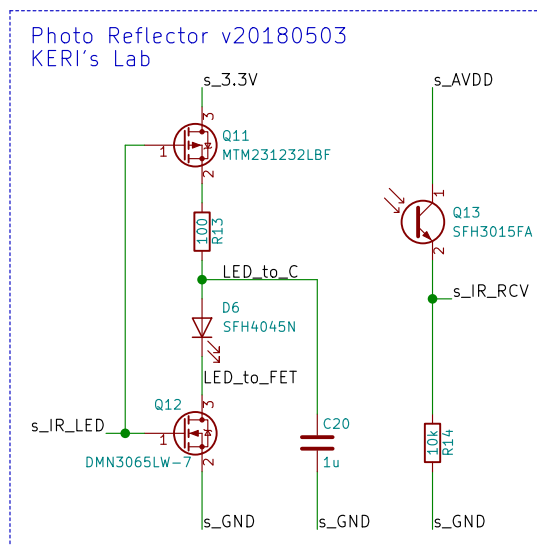 Photo Reflector v20180503
KERI's Lab
s_3.3V
s_AVDD
3
Q11
1
MTM231232LBF
2
100
R13
1
Q13
SFH3015FA
2
LED_to_C
s_IR_RCV
D6
SFH4045N
LED_to_FET
Q12
3
s_IR_LED
1
2
DMN3065LW-7
C20
1u
10k
R14
s_GND
s_GND
s_GND